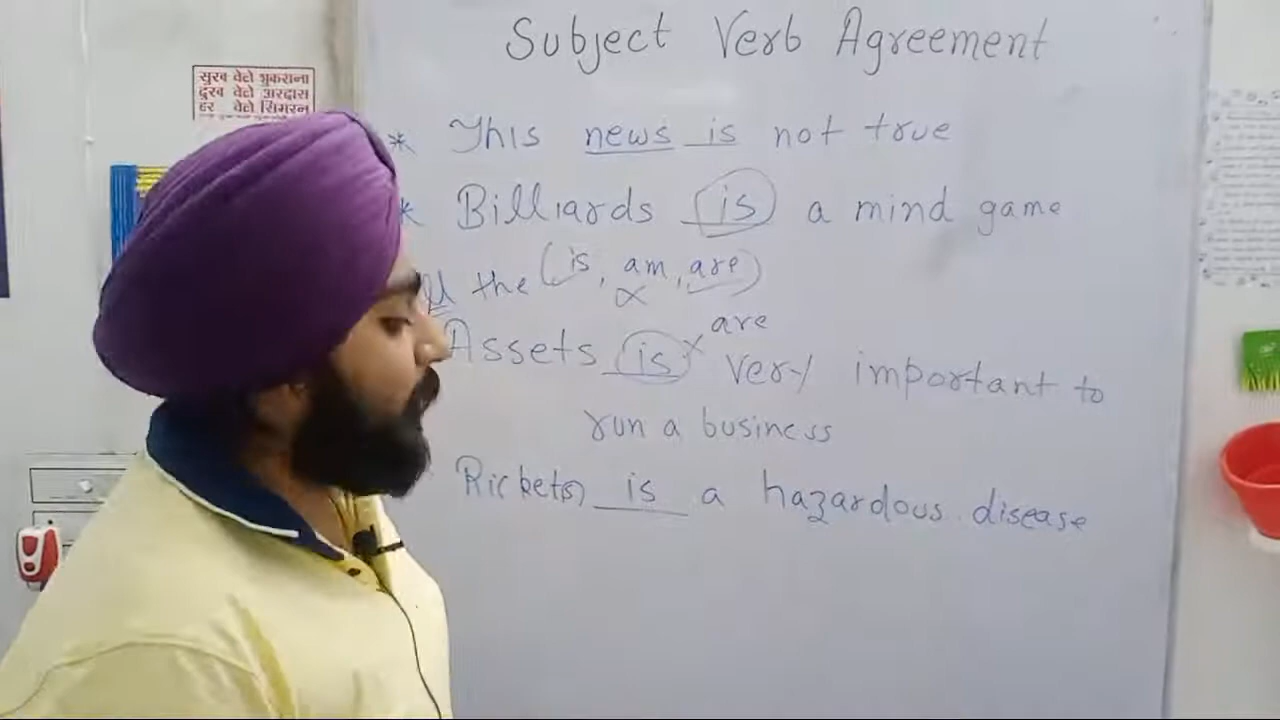 Subject Verb Agreement
सुख वेले शुकराना
दुख वेले अरदास
हर वेले सिमरन
* This news is not true
* Billiards is a mind game
the (is, am, are)
×
Assets is × are very important to
run a business
Ricket(s) is a hazardous disease